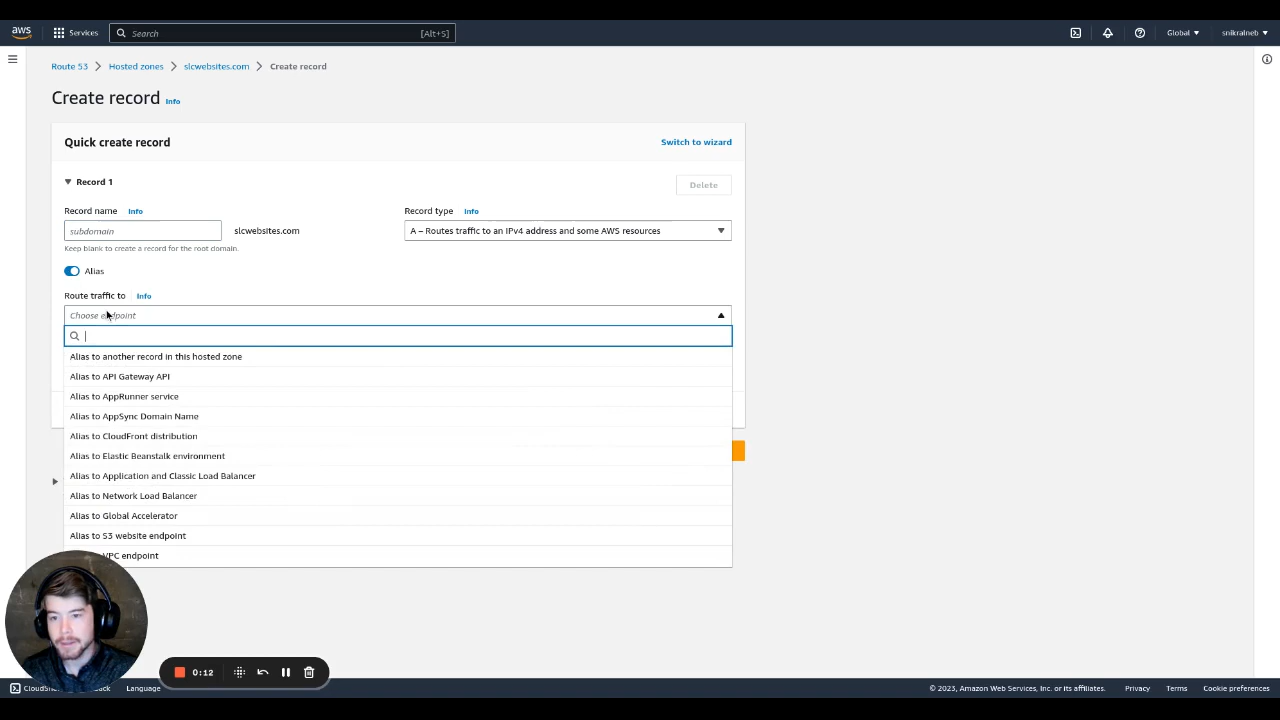 aws
Services
Search
[Alt+S]
Global
snikralneb
Route 53
Hosted zones
slcwebsites.com
Create record
Create record
Info
Quick create record
Switch to wizard
Record 1
Delete
Record name
Info
Record type
Info
subdomain
slcwebsites.com
A – Routes traffic to an IPv4 address and some AWS resources
Keep blank to create a record for the root domain.
Alias
Route traffic to
Info
Choose endpoint
Alias to another record in this hosted zone
Alias to API Gateway API
Alias to AppRunner service
Alias to AppSync Domain Name
Alias to CloudFront distribution
Alias to Elastic Beanstalk environment
Alias to Application and Classic Load Balancer
Alias to Network Load Balancer
Alias to Global Accelerator
Alias to S3 website endpoint
VPC endpoint
0:12
Language
© 2023, Amazon Web Services, Inc. or its affiliates.
Privacy
Terms
Cookie preferences